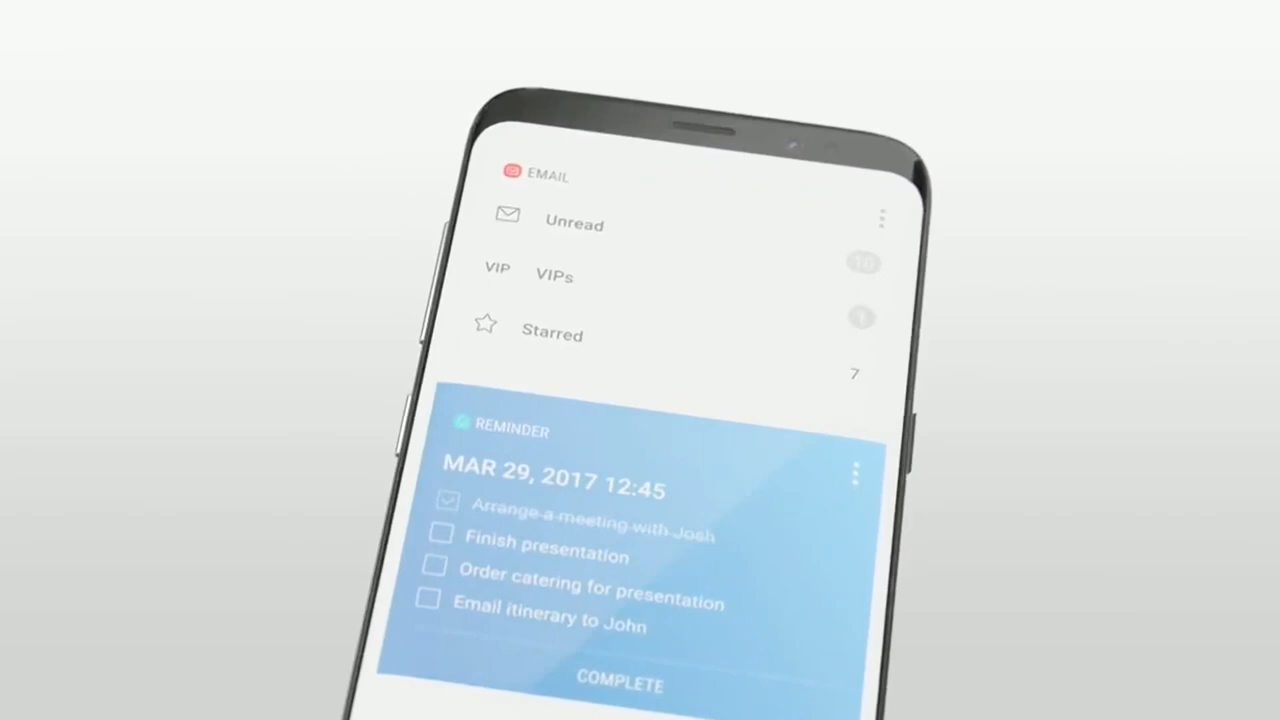 EMAIL
Unread
VIP VIPs
Starred
7
REMINDER
MAR 29, 2017 12:45
Arrange a meeting with Josh
Finish presentation
Order catering for presentation
Email itinerary to John
COMPLETE